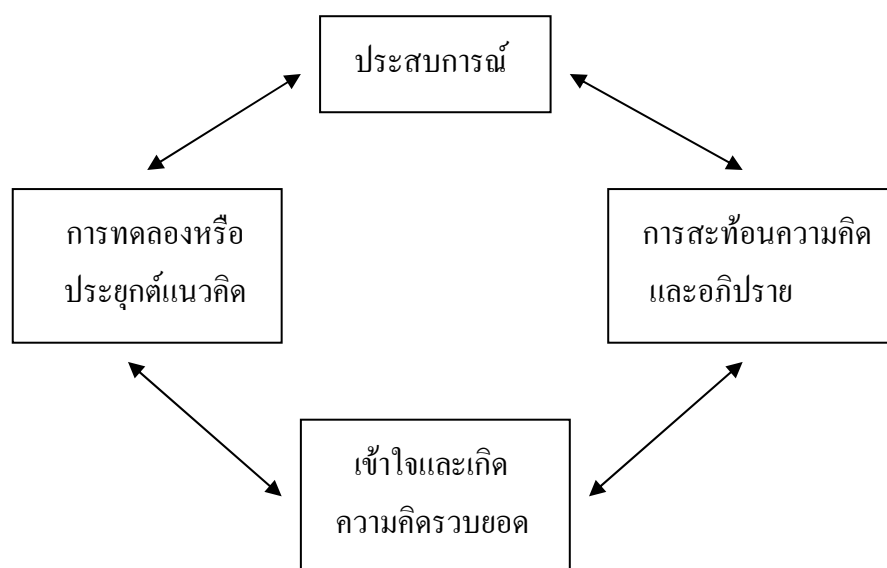 ประสบการณ์
การทดลองหรือ
ประยุกต์แนวคิด
การสะท้อนความคิด
และอภิปราย
เข้าใจและเกิด
ความคิดรวบยอด